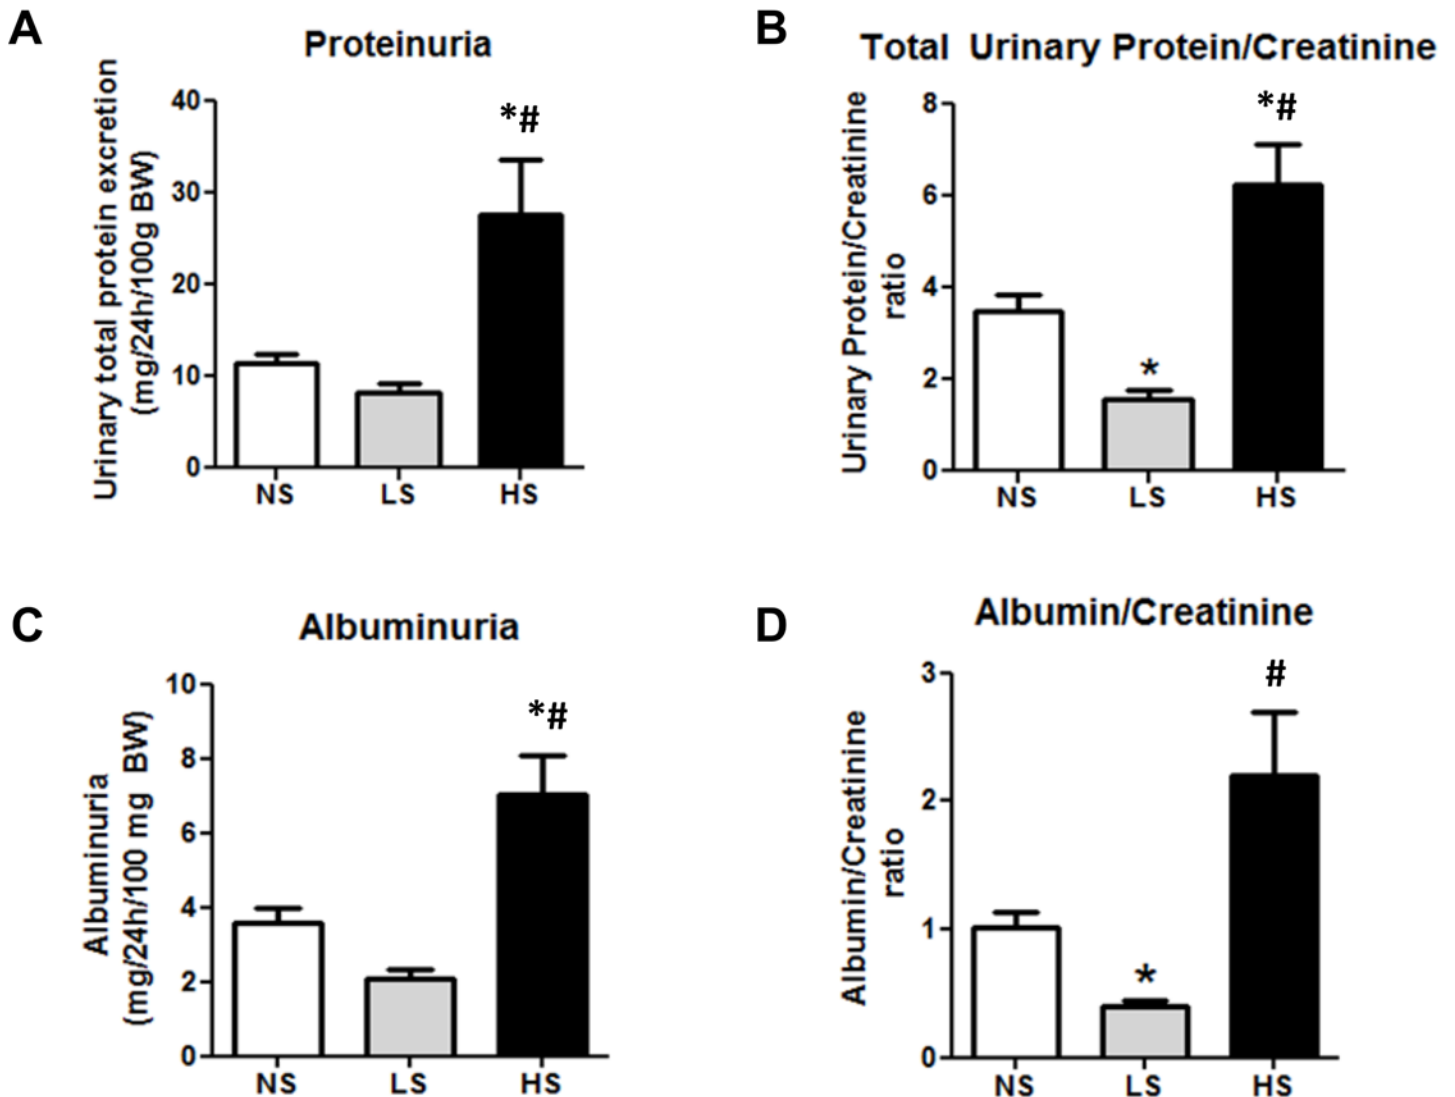 A
Proteinuria
Urinary total protein excretion
(mg/24h/100g BW)
40
30
20
10
0
*#
NS LS HS
B
Total Urinary Protein/Creatinine
Urinary Protein/Creatinine
ratio
8
6
4
2
0
*
*#
NS LS HS
C
Albuminuria
Albuminuria
(mg/24h/100 mg BW)
10
8
6
4
2
0
*#
NS LS HS
D
Albumin/Creatinine
Albumin/Creatinine
ratio
3
2
1
0
*
#
NS LS HS